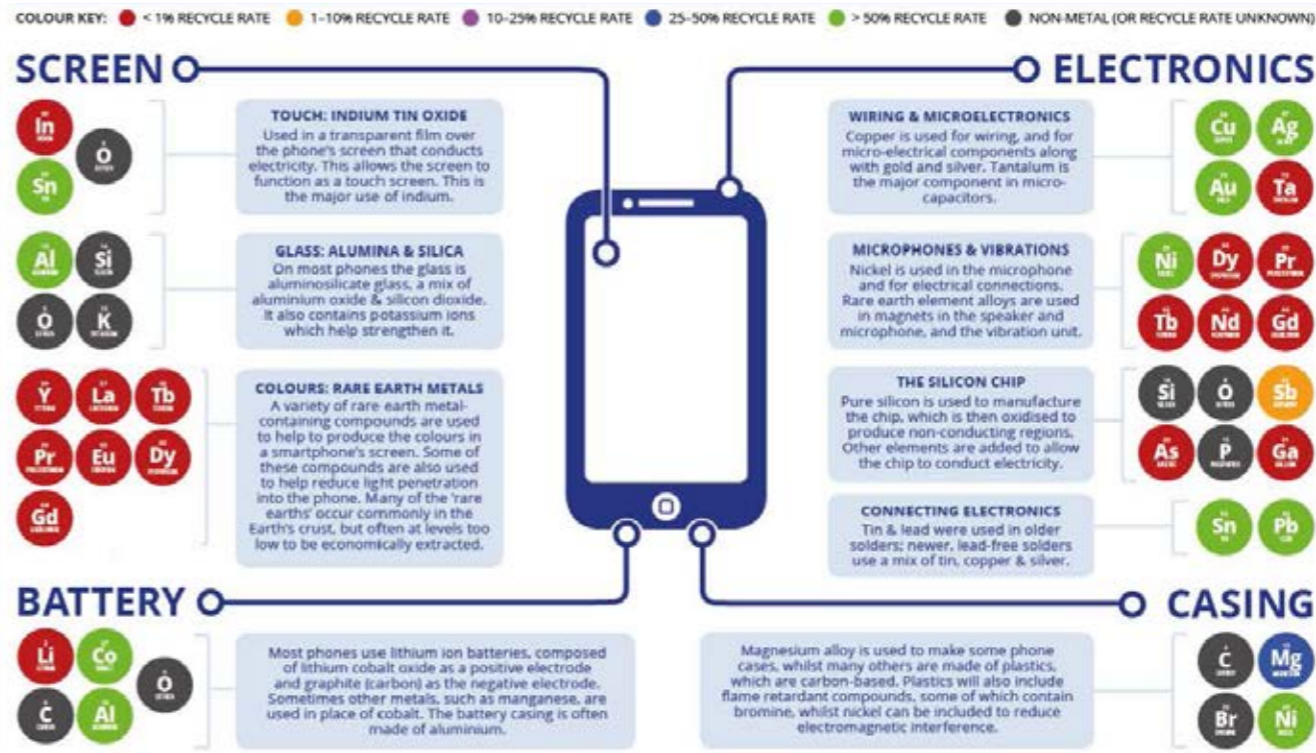 COLOUR KEY: < 1% RECYCLE RATE 1–10% RECYCLE RATE 10–25% RECYCLE RATE 25–50% RECYCLE RATE > 50% RECYCLE RATE NON-METAL (OR RECYCLE RATE UNKNOWN)
SCREEN
In
O
Sn
TOUCH: INDIUM TIN OXIDE
Used in a transparent film over
the phone's screen that conducts
electricity. This allows the screen to
function as a touch screen. This is
the major use of indium.
Al Si
O K
GLASS: ALUMINA & SILICA
On most phones the glass is
aluminosilicate glass, a mix of
aluminium oxide & silicon dioxide.
It also contains potassium ions
which help strengthen it.
Y La Tb
Pr Eu Dy
Gd
COLOURS: RARE EARTH METALS
A variety of rare earth metal-
containing compounds are used
to help to produce the colours in
a smartphone's screen. Some of
these compounds are also used
to help reduce light penetration
into the phone. Many of the 'rare
earths' occur commonly in the
Earth's crust, but often at levels too
low to be economically extracted.
ELECTRONICS
WIRING & MICROELECTRONICS
Copper is used for wiring, and for
micro-electrical components along
with gold and silver. Tantalum is
the major component in micro-
capacitors.
Cu Ag
Au Ta
MICROPHONES & VIBRATIONS
Nickel is used in the microphone
and for electrical connections.
Rare earth element alloys are used
in magnets in the speaker and
microphone, and the vibration unit.
Ni Dy Pr
Tb Nd Gd
THE SILICON CHIP
Pure silicon is used to manufacture
the chip, which is then oxidised to
produce non-conducting regions.
Other elements are added to allow
the chip to conduct electricity.
Si O Sb
As P Ga
CONNECTING ELECTRONICS
Tin & lead were used in older
solders; newer, lead-free solders
use a mix of tin, copper & silver.
Sn Pb
BATTERY
Li Co
O
C Al
Most phones use lithium ion batteries, composed
of lithium cobalt oxide as a positive electrode
and graphite (carbon) as the negative electrode.
Sometimes other metals, such as manganese, are
used in place of cobalt. The battery casing is often
made of aluminium.
CASING
Magnesium alloy is used to make some phone
cases, whilst many others are made of plastics,
which are carbon-based. Plastics will also include
flame retardant compounds, some of which contain
bromine, whilst nickel can be included to reduce
electromagnetic interference.
C Mg
Br Ni